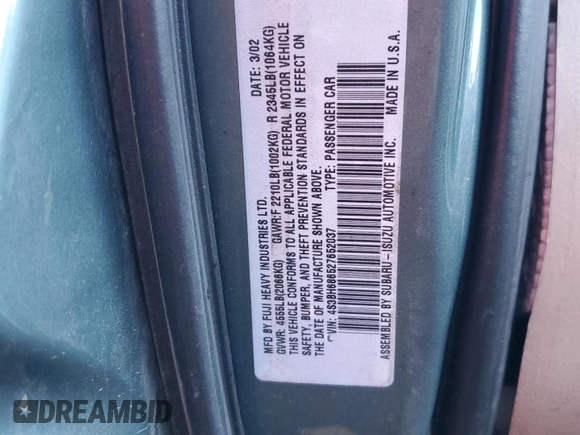 MFD BY FUJI HEAVY INDUSTRIES LTD. DATE: 3/02
GVWR: 4555LB(2066KG) GAWR:F 2210LB(1002KG) R 2345LB(1064KG)
THIS VEHICLE CONFORMS TO ALL APPLICABLE FEDERAL MOTOR VEHICLE
SAFETY, BUMPER, AND THEFT PREVENTION STANDARDS IN EFFECT ON
THE DATE OF MANUFACTURE SHOWN ABOVE.
VIN: 4S3BH686527652037 TYPE: PASSENGER CAR
ASSEMBLED BY SUBARU-ISUZU AUTOMOTIVE INC. MADE IN U.S.A.
DREAMBID